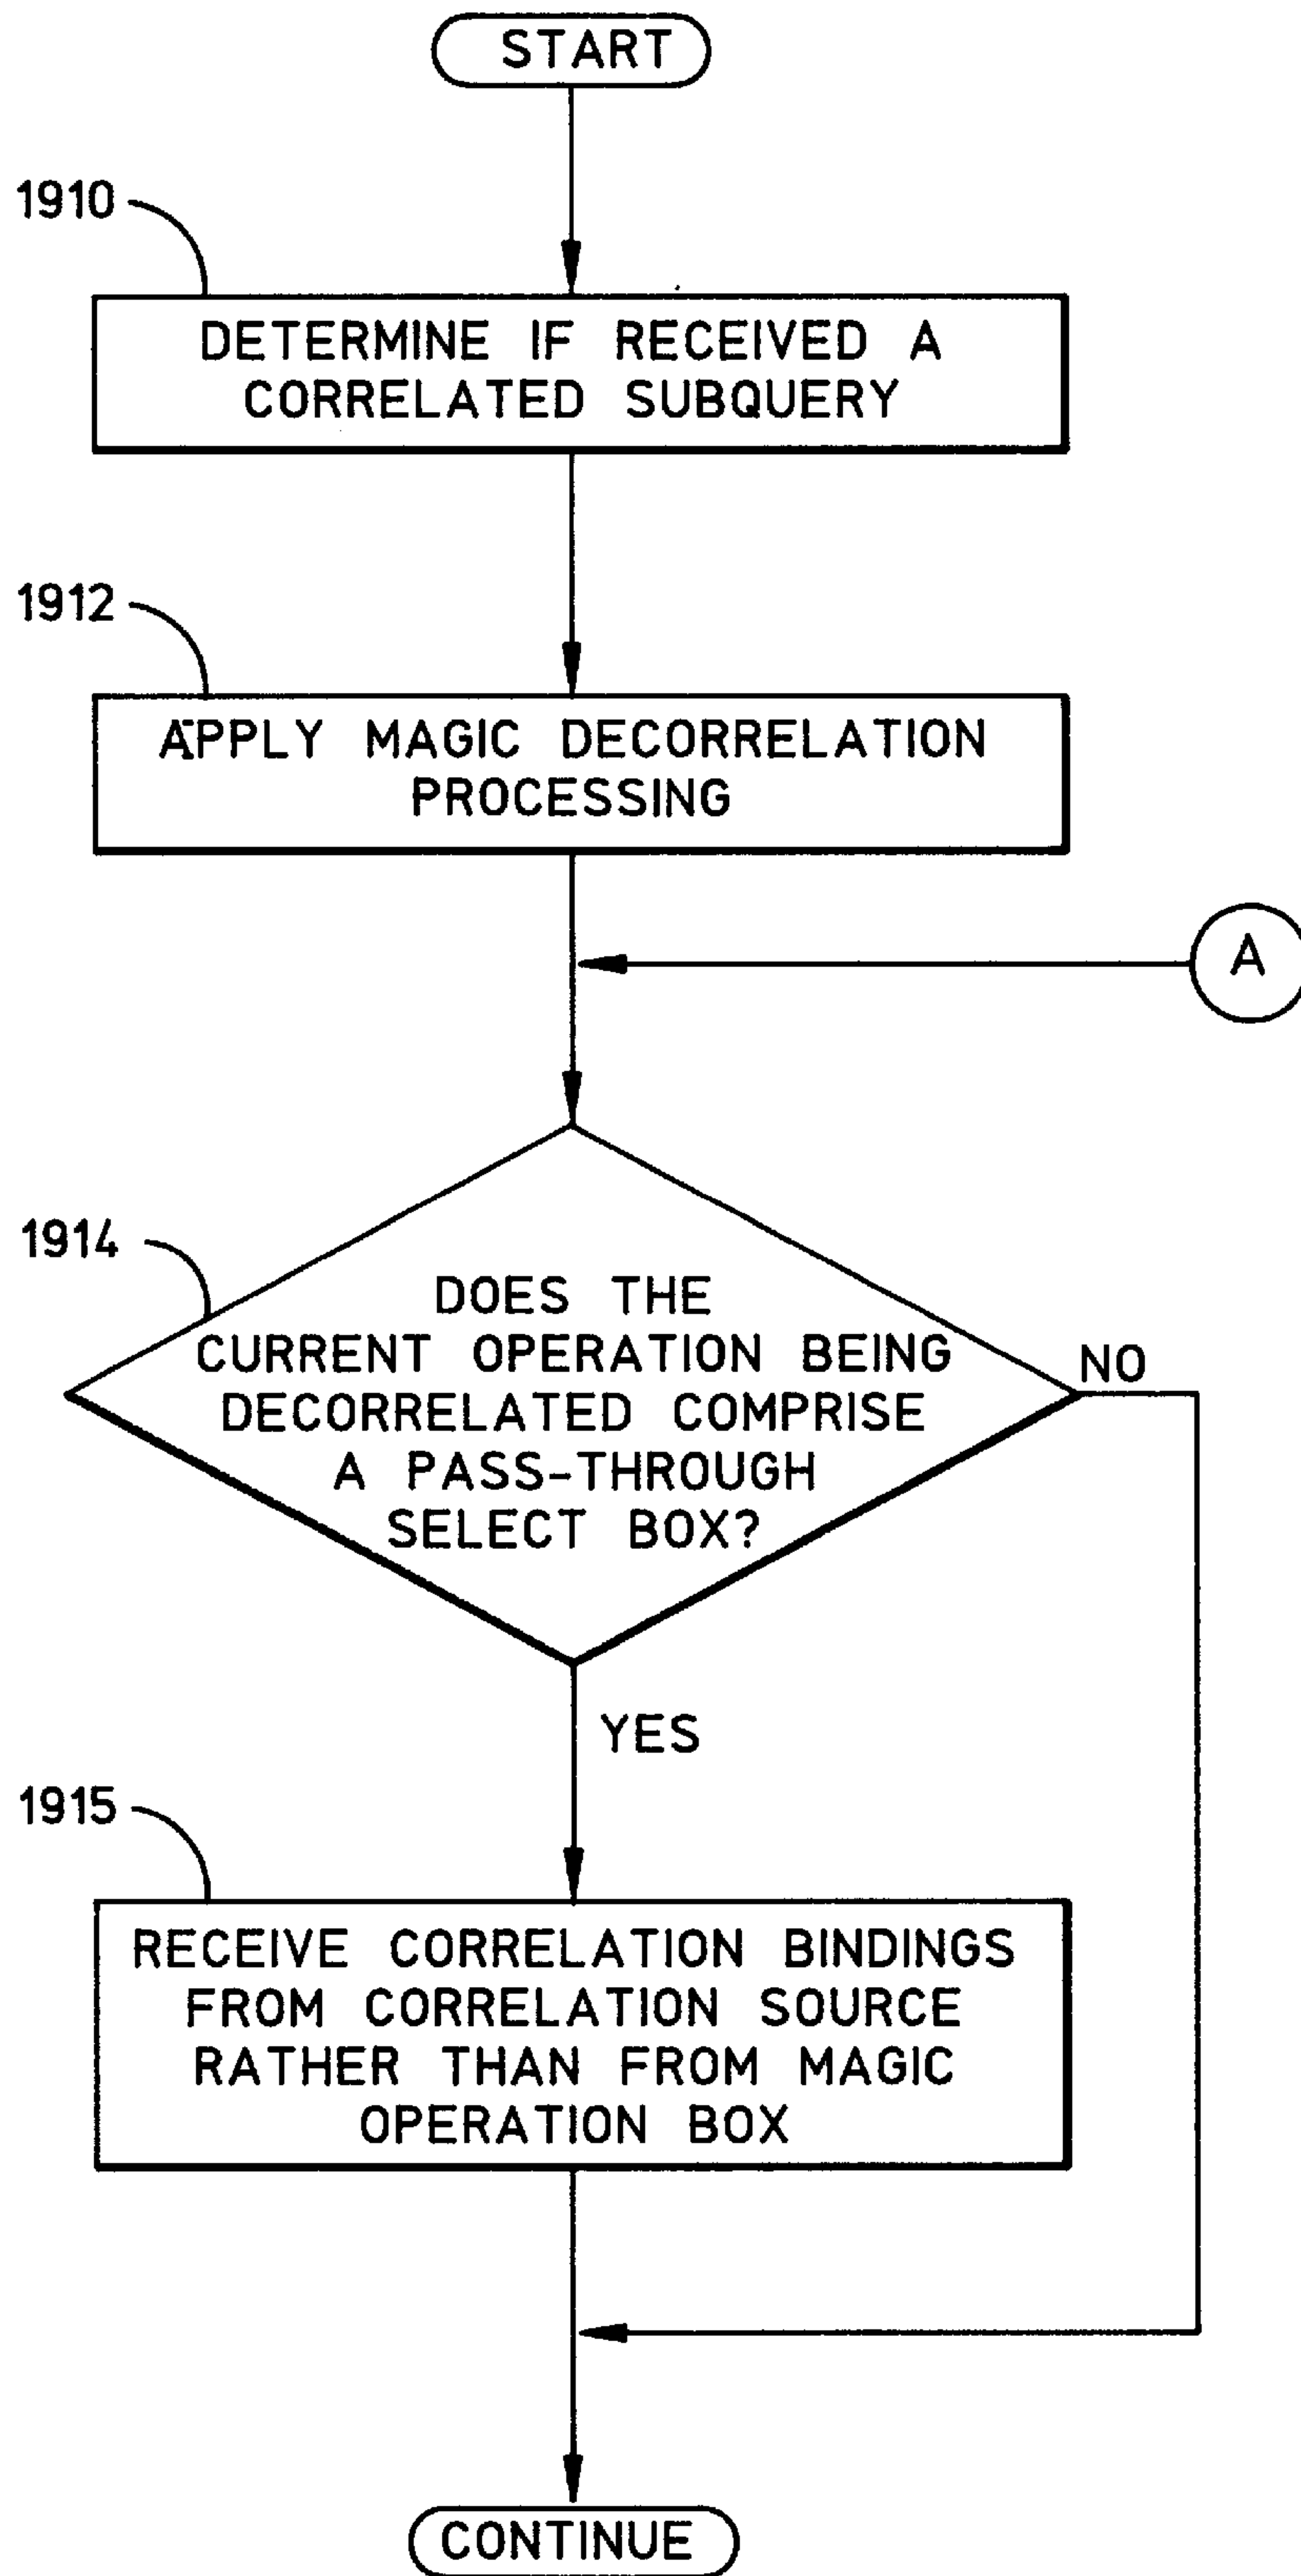 START
1910
DETERMINE IF RECEIVED A
CORRELATED SUBQUERY
1912
APPLY MAGIC DECORRELATION
PROCESSING
A
1914
DOES THE
CURRENT OPERATION BEING
DECORRELATED COMPRISE
A PASS-THROUGH
SELECT BOX?
NO
YES
1915
RECEIVE CORRELATION BINDINGS
FROM CORRELATION SOURCE
RATHER THAN FROM MAGIC
OPERATION BOX
CONTINUE